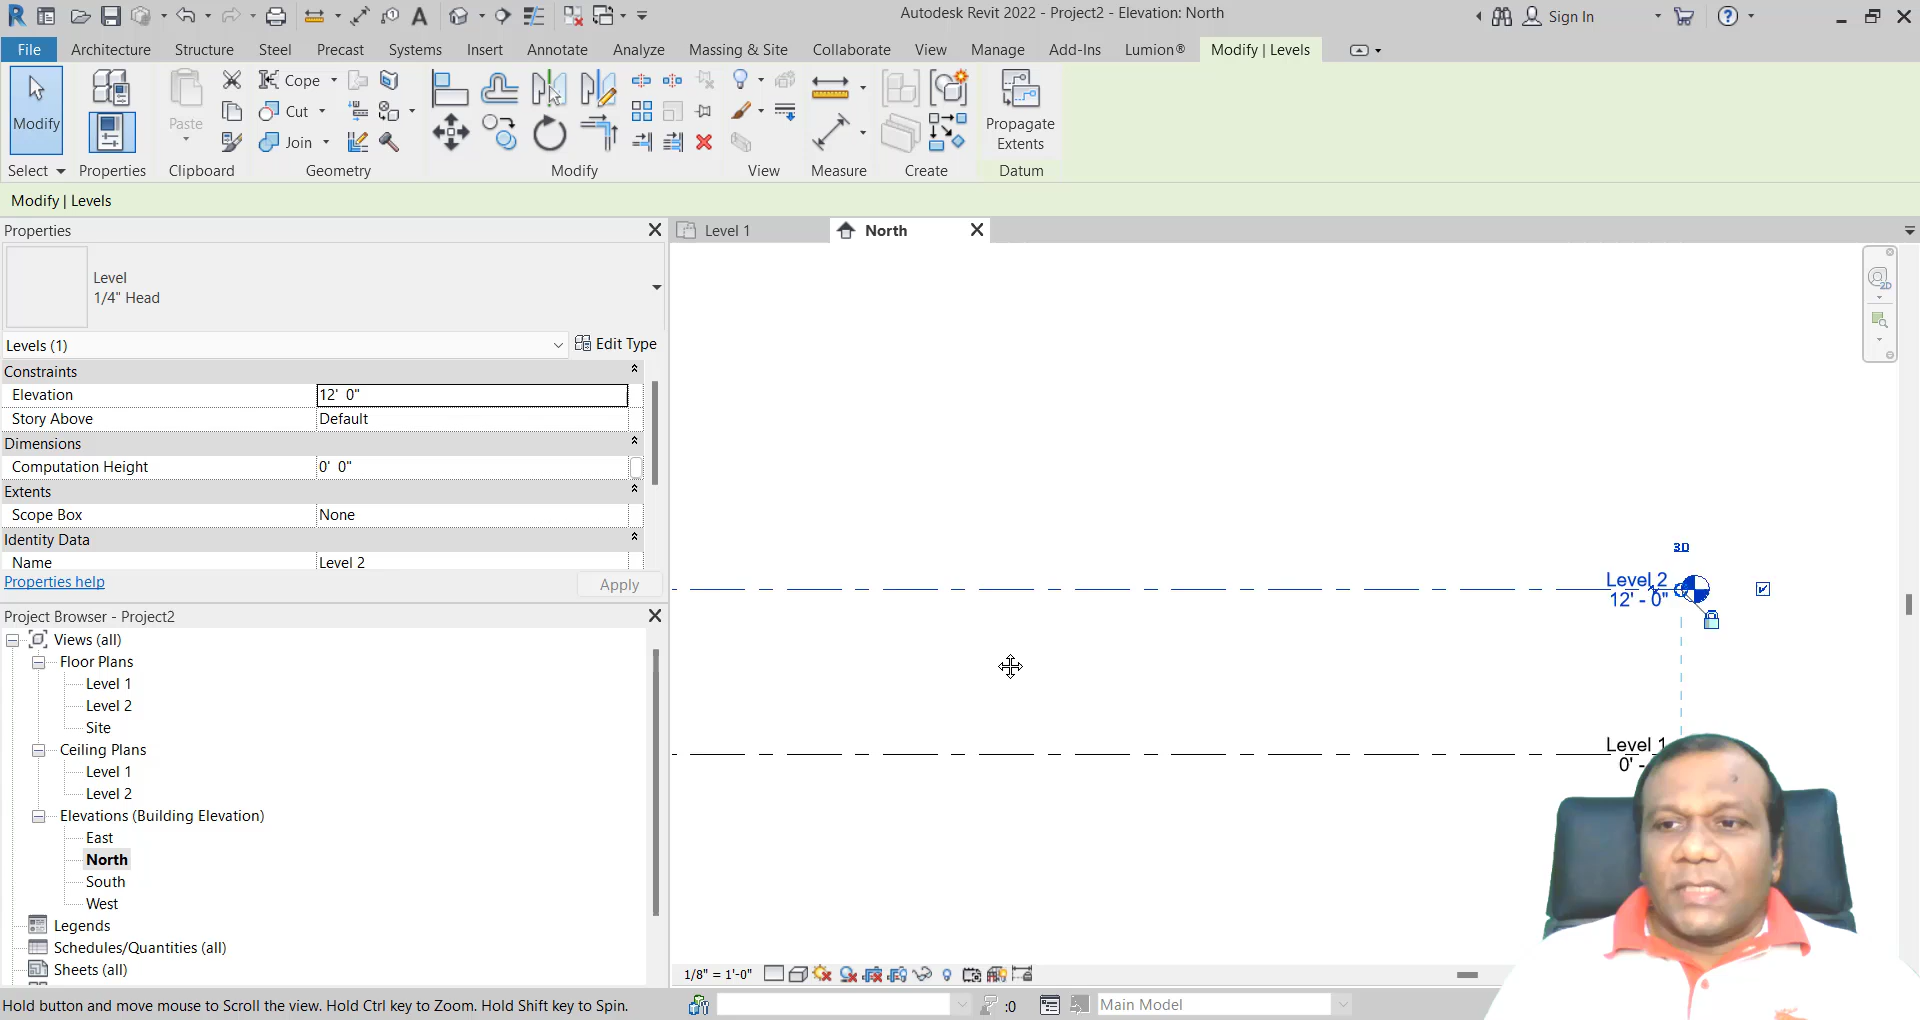 Autodesk Revit 2022 - Project2 - Elevation: North
Sign In
File Architecture Structure Steel Precast Systems Insert Annotate Analyze Massing & Site Collaborate View Manage Add-Ins Lumion® Modify | Levels
Modify
Paste
Cope
Cut
Join
Propagate
Extents
Select Properties Clipboard Geometry Modify View Measure Create Datum
Modify | Levels
Properties
Level
1/4" Head
Levels (1)
Edit Type
Constraints
Elevation 12' 0"
Story Above Default
Dimensions
Computation Height 0' 0"
Extents
Scope Box None
Identity Data
Name Level 2
Properties help
Apply
Project Browser - Project2
Views (all)
Floor Plans
Level 1
Level 2
Site
Ceiling Plans
Level 1
Level 2
Elevations (Building Elevation)
East
North
South
West
Legends
Schedules/Quantities (all)
Sheets (all)
Level 1
North
2D
3D
Level 2
12' - 0"
Level 1
0' -
1/8" = 1'-0"
Hold button and move mouse to Scroll the view. Hold Ctrl key to Zoom. Hold Shift key to Spin.
:0
Main Model